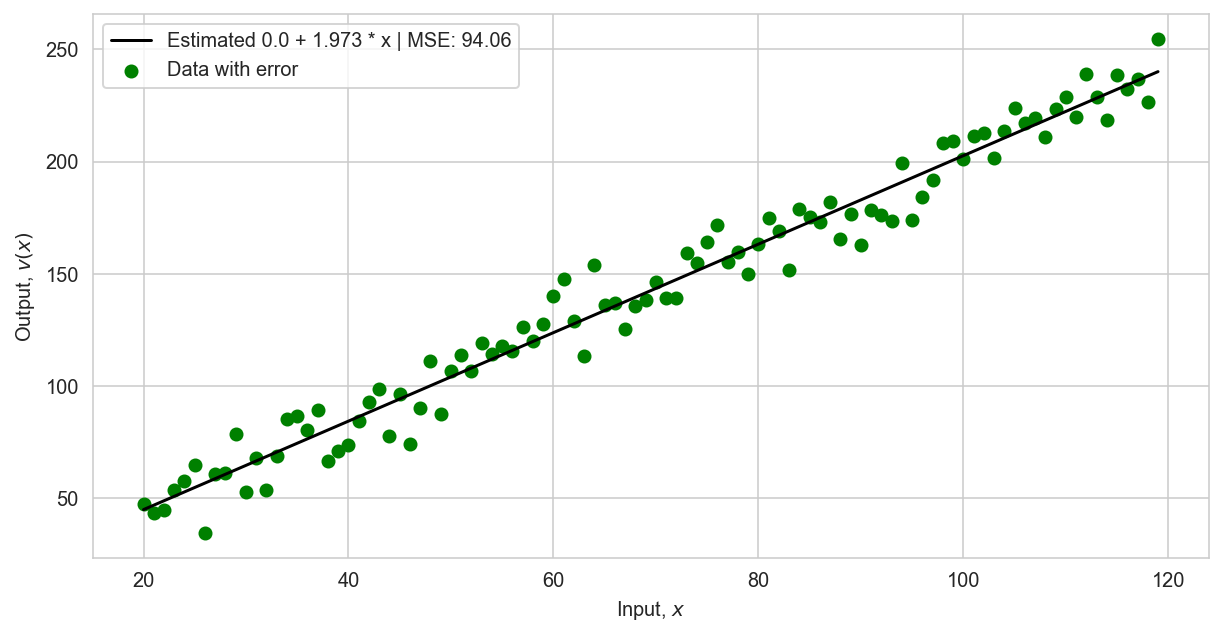 Estimated 0.0 + 1.973 * x | MSE: 94.06
Data with error
250
200
150
100
50
Output, v(x)
20 40 60 80 100 120
Input, x